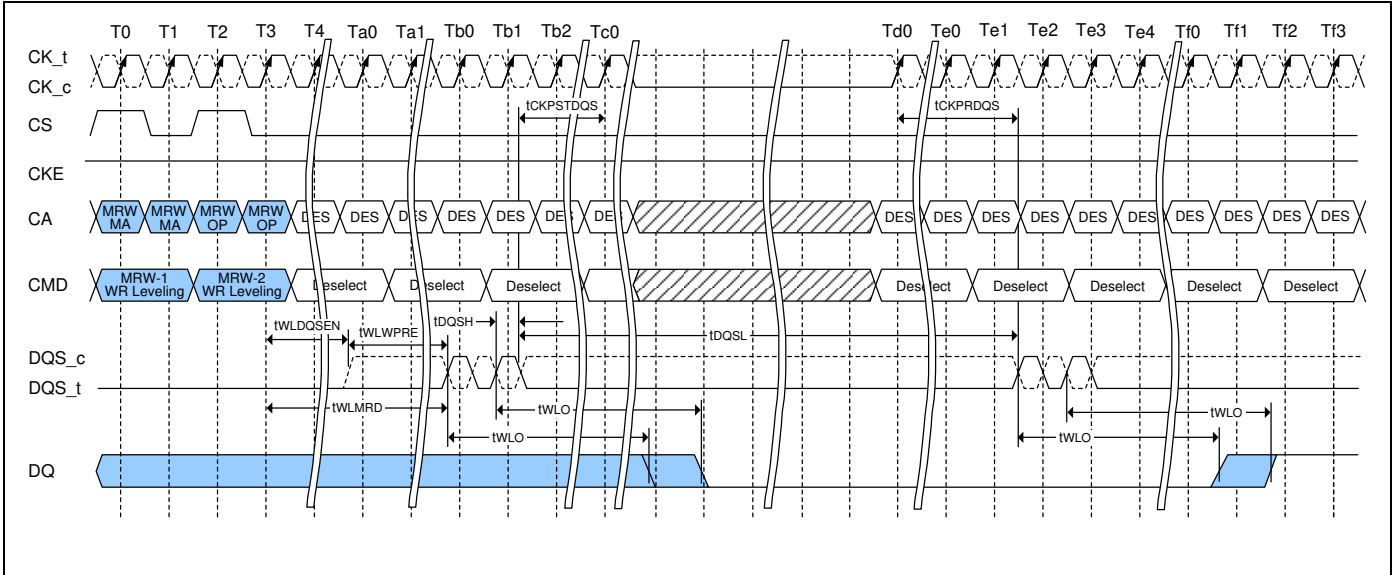 T0 T1 T2 T3 T4 Ta0 Ta1 Tb0 Tb1 Tb2 Tc0 Td0 Te0 Te1 Te2 Te3 Te4 Tf0 Tf1 Tf2 Tf3
CK_t
CK_c
tCKPSTDQS tCKPRDQS
CS
CKE
CA MRW MA MRW MA MRW OP MRW OP DES DES DES DES DES DES DES DES DES DES DES DES DES DES DES DES DES
CMD MRW-1 WR Leveling MRW-2 WR Leveling Deselect Deselect Deselect Deselect Deselect Deselect Deselect Deselect
tWLDQSEN tWLWPRE tDQSH tDQSL
DQS_c
DQS_t
tWLMRD tWLO tWLO
tWLO tWLO
DQ